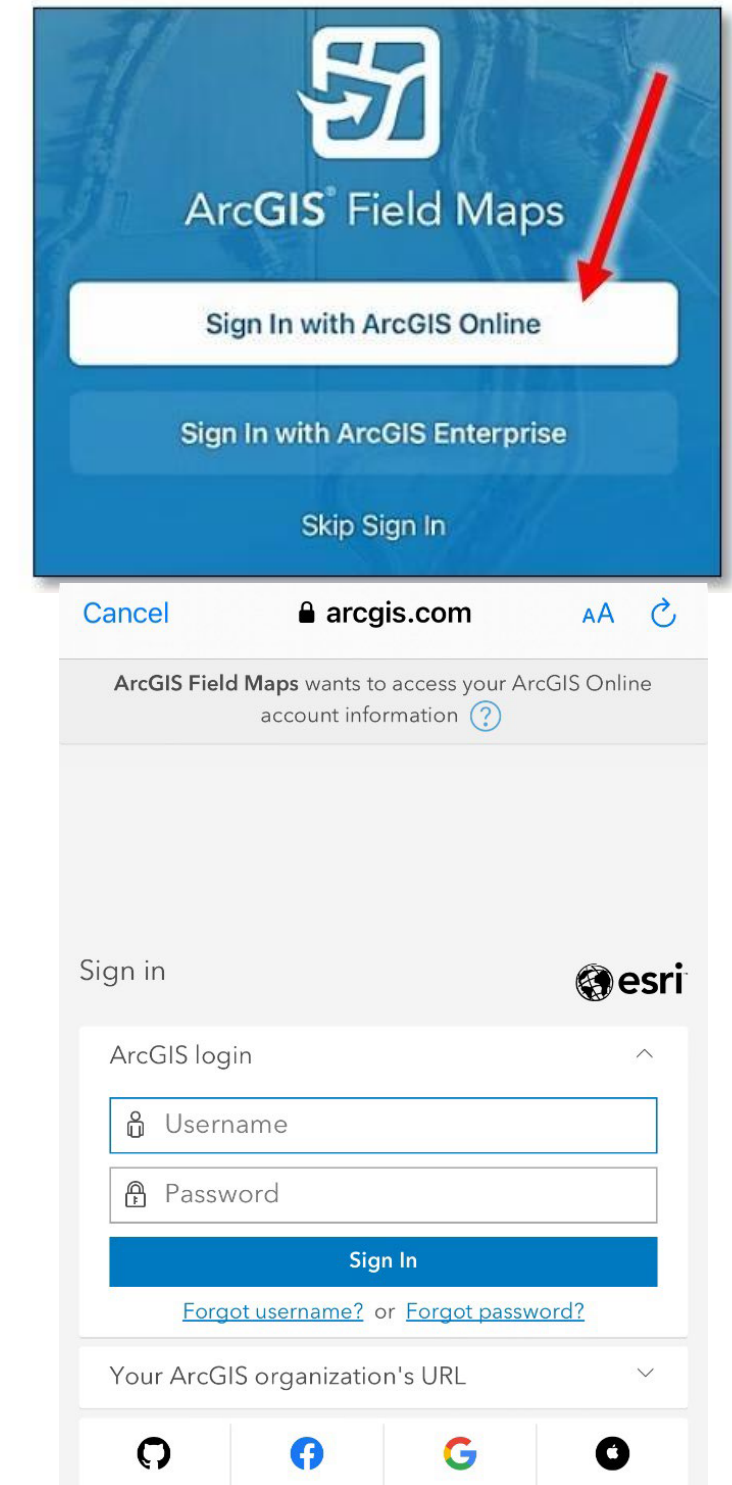 ArcGIS® Field Maps
Sign In with ArcGIS Online
Sign In with ArcGIS Enterprise
Skip Sign In
Cancel arcgis.com AA
ArcGIS Field Maps wants to access your ArcGIS Online
account information ?
Sign in esri
ArcGIS login
Username
Password
Sign In
Forgot username? or Forgot password?
Your ArcGIS organization's URL